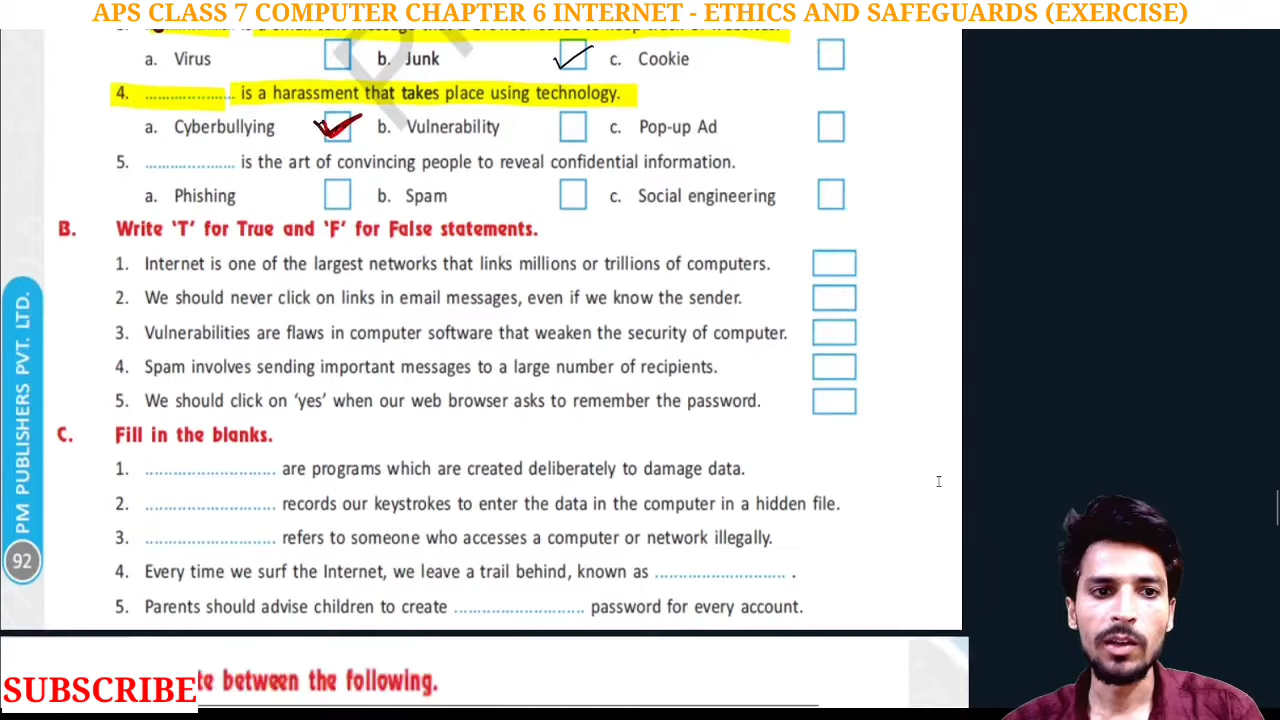 APS CLASS 7 COMPUTER CHAPTER 6 INTERNET - ETHICS AND SAFEGUARDS (EXERCISE)
a. Virus b. Junk c. Cookie
4. .................... is a harassment that takes place using technology.
a. Cyberbullying b. Vulnerability c. Pop-up Ad
5. .................... is the art of convincing people to reveal confidential information.
a. Phishing b. Spam c. Social engineering
B. Write 'T' for True and 'F' for False statements.
1. Internet is one of the largest networks that links millions or trillions of computers.
2. We should never click on links in email messages, even if we know the sender.
3. Vulnerabilities are flaws in computer software that weaken the security of computer.
4. Spam involves sending important messages to a large number of recipients.
5. We should click on 'yes' when our web browser asks to remember the password.
C. Fill in the blanks.
1. ............................ are programs which are created deliberately to damage data.
2. ............................ records our keystrokes to enter the data in the computer in a hidden file.
3. ............................ refers to someone who accesses a computer or network illegally.
4. Every time we surf the Internet, we leave a trail behind, known as ............................ .
5. Parents should advise children to create ............................ password for every account.
PM PUBLISHERS PVT. LTD.
92
te between the following.
SUBSCRIBE